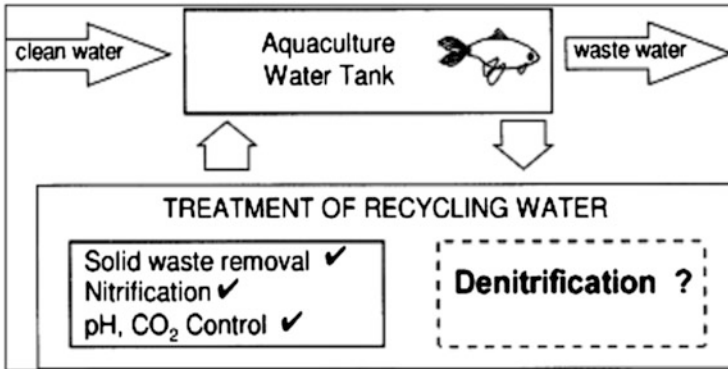 clean water
Aquaculture
Water Tank
waste water
TREATMENT OF RECYCLING WATER
Solid waste removal ✔
Nitrification ✔
pH, CO₂ Control ✔
Denitrification ?